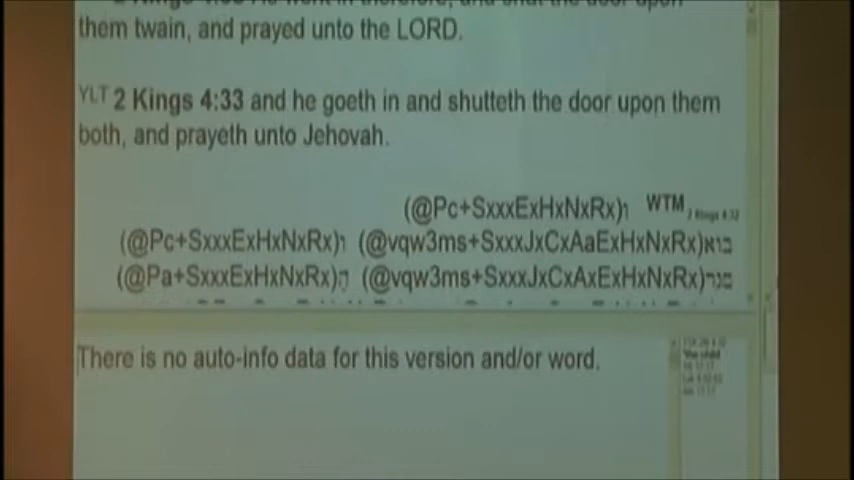 them twain, and prayed unto the LORD.
YLT 2 Kings 4:33 and he goeth in and shutteth the door upon them
both, and prayeth unto Jehovah.
(@Pc+SxxxExHxNxRx)ו WTM
(@Pc+SxxxExHxNxRx)ו (@vqw3ms+SxxxJxCxAaExHxNxRx)בוא
(@Pa+SxxxExHxNxRx)ה (@vqw3ms+SxxxJxCxAxExHxNxRx)סגר
There is no auto-info data for this version and/or word.